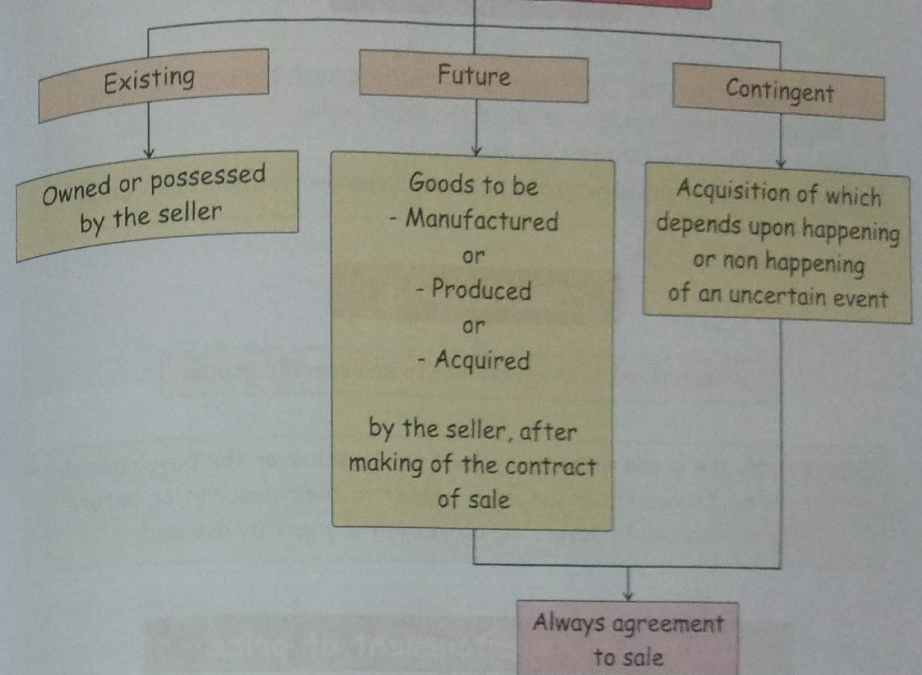 Existing
Future
Contingent
Owned or possessed
by the seller
Goods to be
- Manufactured
or
- Produced
or
- Acquired
by the seller, after
making of the contract
of sale
Acquisition of which
depends upon happening
or non happening
of an uncertain event
Always agreement
to sale